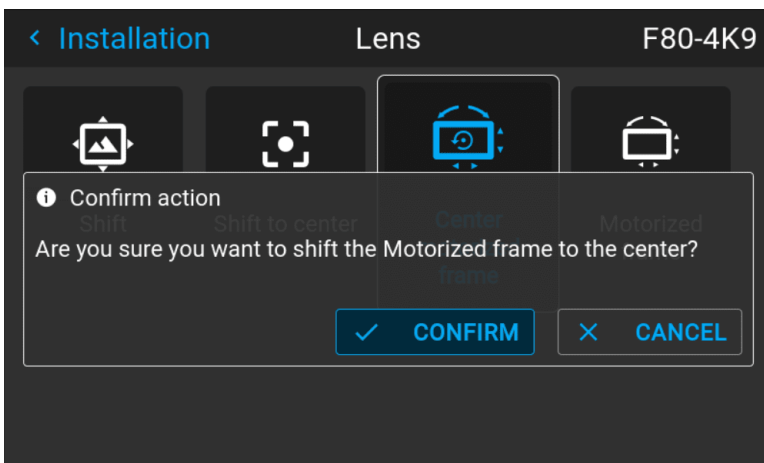 Installation Lens F80-4K9
Confirm action
Shift Shift to center Center Motorized
Are you sure you want to shift the Motorized frame to the center?
frame
CONFIRM CANCEL